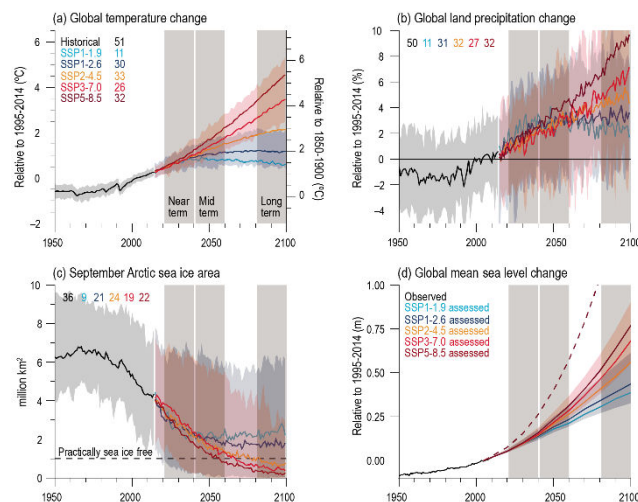 (a) Global temperature change
Relative to 1995-2014 (ºC)
6
4
2
0
−2
Historical 51
SSP1-1.9 11
SSP1-2.6 30
SSP2-4.5 33
SSP3-7.0 26
SSP5-8.5 32
Near term
Mid term
Long term
Relative to 1850-1900 (ºC)
6
4
2
0
1950 2000 2050 2100
(b) Global land precipitation change
Relative to 1995-2014 (%)
50 11 31 32 27 32
10
8
6
4
2
0
−2
−4
1950 2000 2050 2100
(c) September Arctic sea ice area
million km²
36 9 21 24 19 22
10
8
6
4
2
0
Practically sea ice free
1950 2000 2050 2100
(d) Global mean sea level change
Relative to 1995-2014 (m)
1.00
0.75
0.50
0.25
0.00
Observed
SSP1-1.9 assessed
SSP1-2.6 assessed
SSP2-4.5 assessed
SSP3-7.0 assessed
SSP5-8.5 assessed
1950 2000 2050 2100